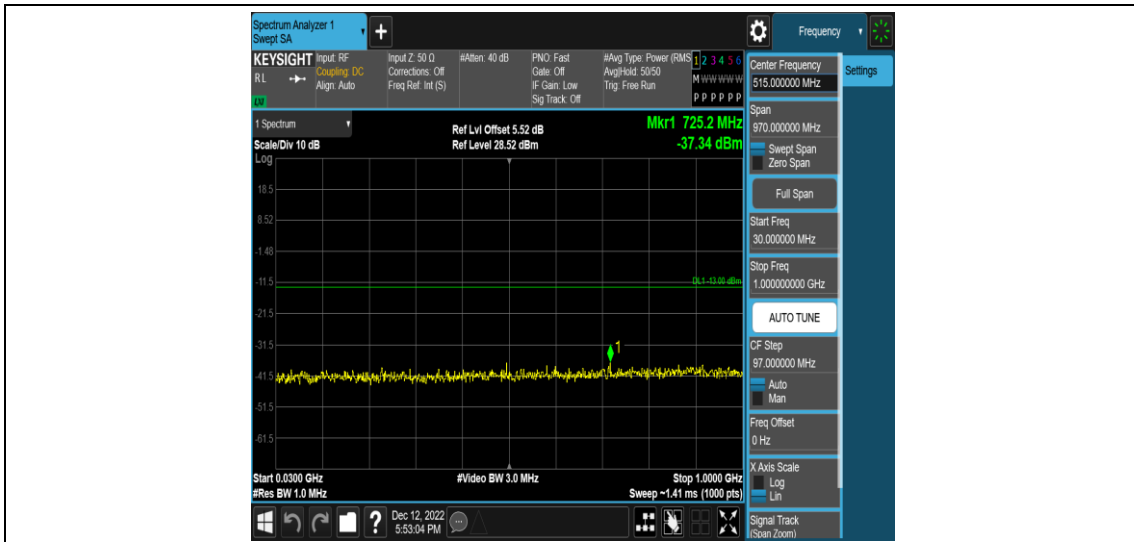 Spectrum Analyzer 1
Swept SA
+
Frequency
KEYSIGHT
RL
LXI
Input: RF
Coupling: DC
Align: Auto
Input Z: 50 Ω
Corrections: Off
Freq Ref: Int (S)
#Atten: 40 dB
PNO: Fast
Gate: Off
IF Gain: Low
Sig Track: Off
#Avg Type: Power (RMS
Avg|Hold: 50/50
Trig: Free Run
1 2 3 4 5 6
M W W W W W
P P P P P P
1 Spectrum
Scale/Div 10 dB
Log
Ref Lvl Offset 5.52 dB
Ref Level 28.52 dBm
Mkr1 725.2 MHz
-37.34 dBm
18.5
8.52
-1.48
-11.5
DL1 -13.00 dBm
-21.5
-31.5
1
-41.5
-51.5
-61.5
Start 0.0300 GHz
#Res BW 1.0 MHz
#Video BW 3.0 MHz
Stop 1.0000 GHz
Sweep ~1.41 ms (1000 pts)
?
Dec 12, 2022
5:53:04 PM
Center Frequency
515.000000 MHz
Settings
Span
970.000000 MHz
Swept Span
Zero Span
Full Span
Start Freq
30.000000 MHz
Stop Freq
1.000000000 GHz
AUTO TUNE
CF Step
97.000000 MHz
Auto
Man
Freq Offset
0 Hz
X Axis Scale
Log
Lin
Signal Track
(Span Zoom)